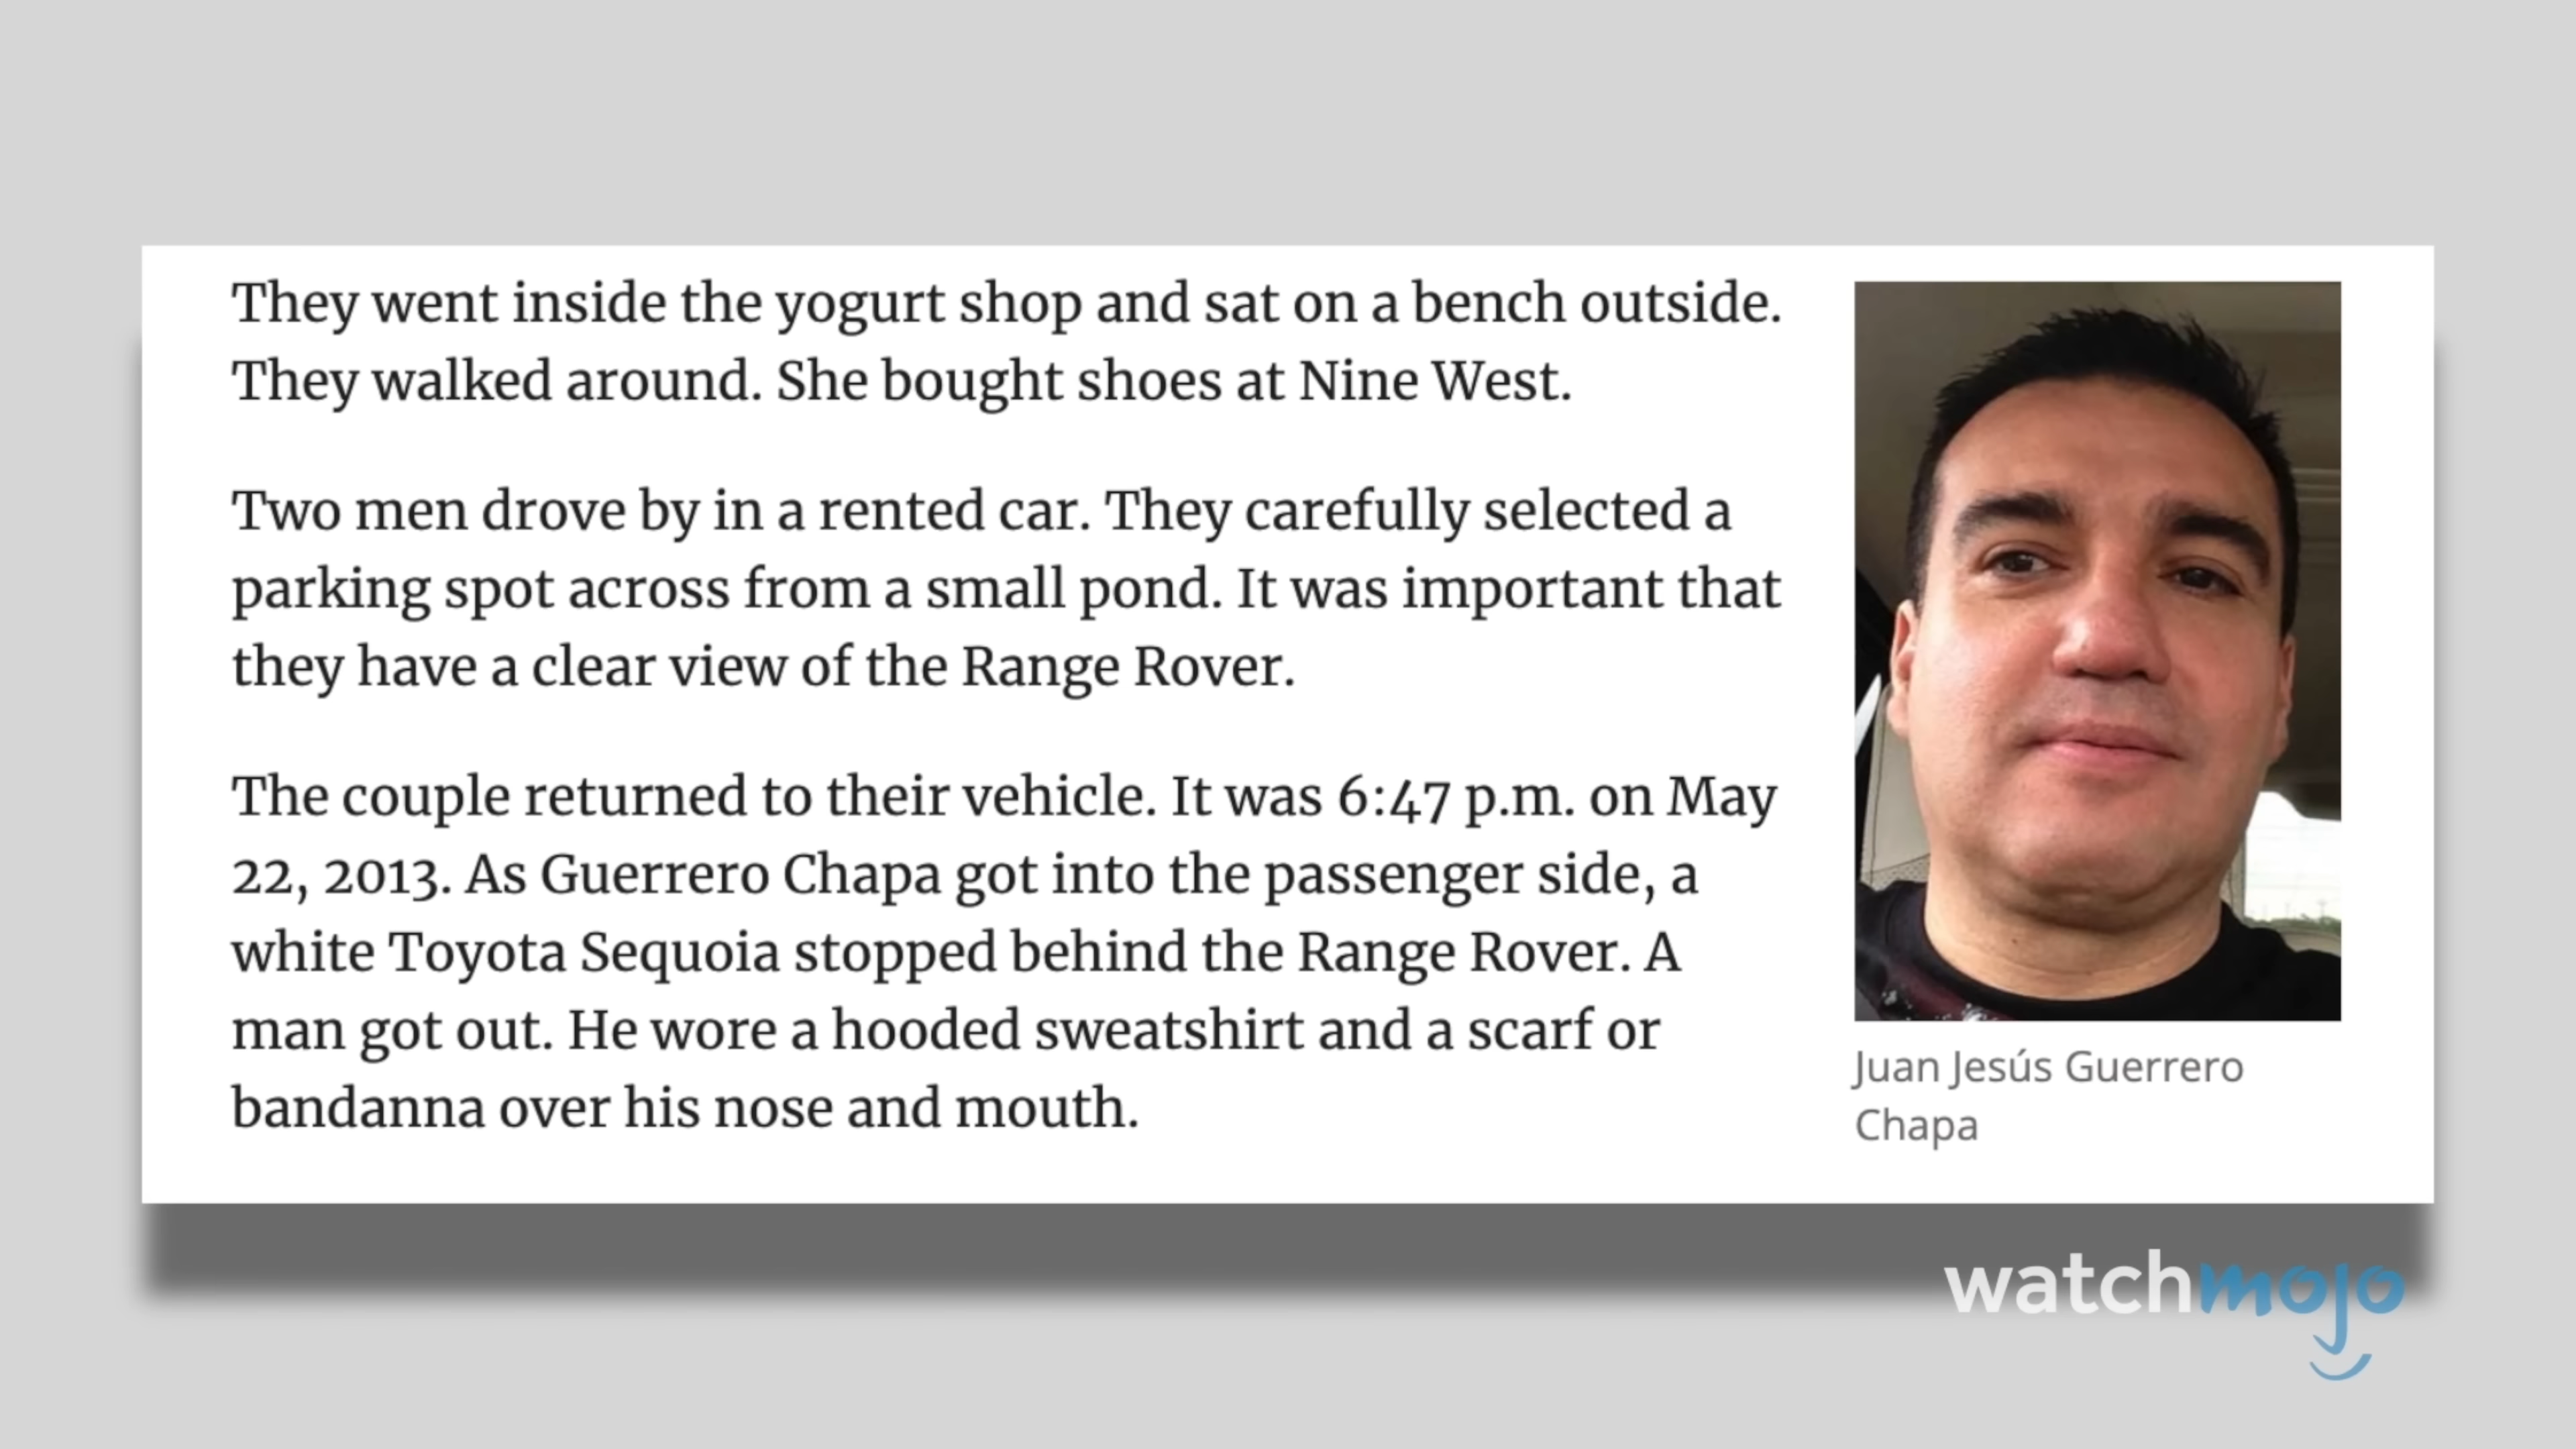 They went inside the yogurt shop and sat on a bench outside.
They walked around. She bought shoes at Nine West.
Two men drove by in a rented car. They carefully selected a
parking spot across from a small pond. It was important that
they have a clear view of the Range Rover.
The couple returned to their vehicle. It was 6:47 p.m. on May
22, 2013. As Guerrero Chapa got into the passenger side, a
white Toyota Sequoia stopped behind the Range Rover. A
man got out. He wore a hooded sweatshirt and a scarf or
bandanna over his nose and mouth.
Juan Jesús Guerrero
Chapa
watchmojo